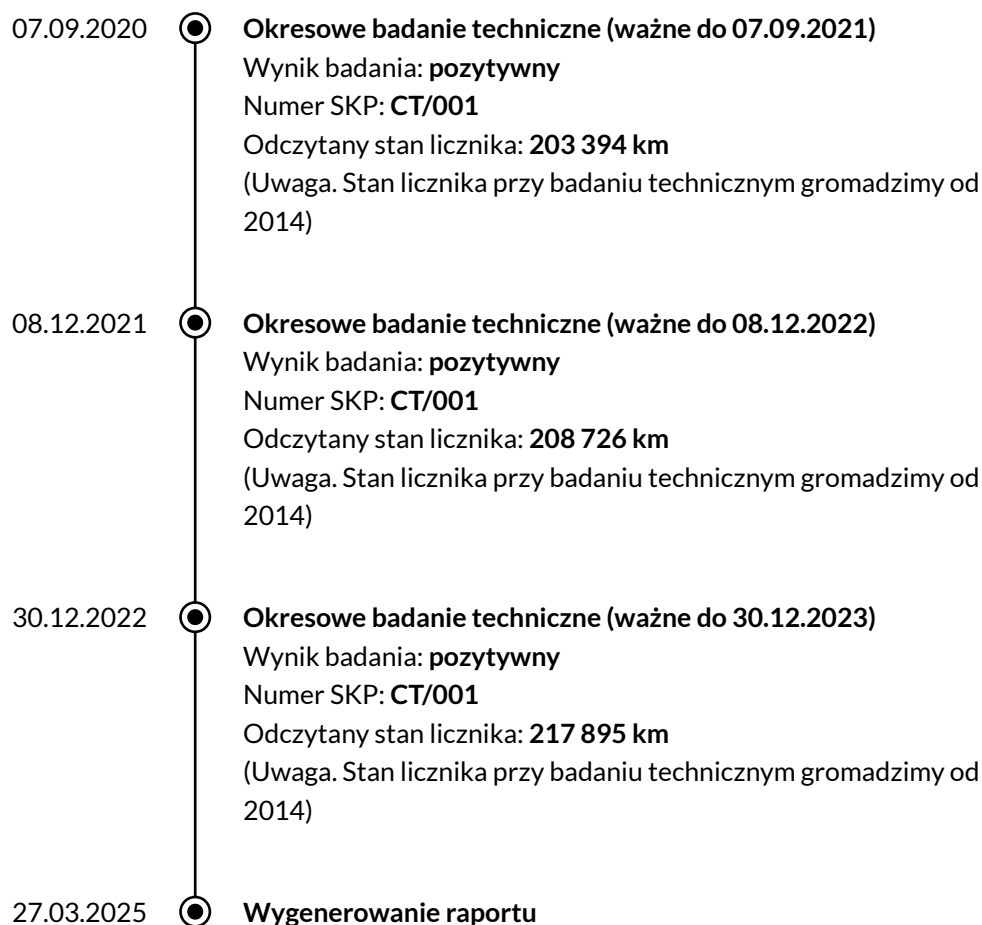 07.09.2020 Okresowe badanie techniczne (ważne do 07.09.2021)
Wynik badania: pozytywny
Numer SKP: CT/001
Odczytany stan licznika: 203 394 km
(Uwaga. Stan licznika przy badaniu technicznym gromadzimy od
2014)
08.12.2021 Okresowe badanie techniczne (ważne do 08.12.2022)
Wynik badania: pozytywny
Numer SKP: CT/001
Odczytany stan licznika: 208 726 km
(Uwaga. Stan licznika przy badaniu technicznym gromadzimy od
2014)
30.12.2022 Okresowe badanie techniczne (ważne do 30.12.2023)
Wynik badania: pozytywny
Numer SKP: CT/001
Odczytany stan licznika: 217 895 km
(Uwaga. Stan licznika przy badaniu technicznym gromadzimy od
2014)
27.03.2025 Wygenerowanie raportu